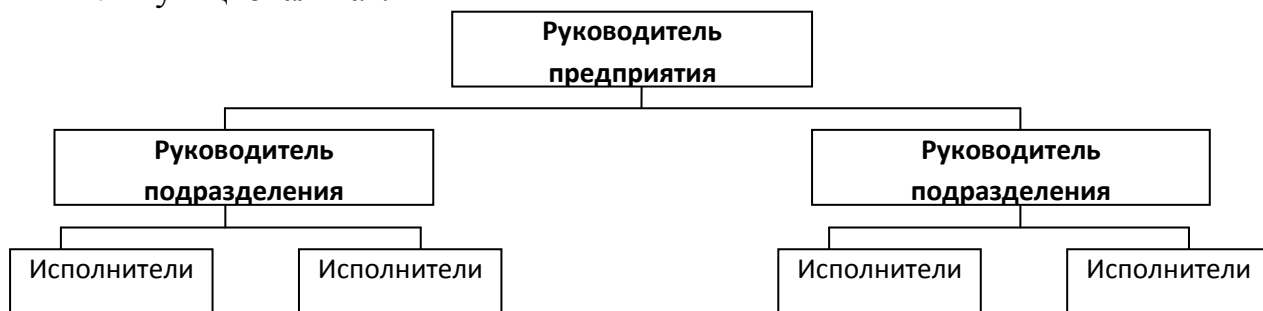 Руководитель
предприятия
Руководитель
подразделения
Руководитель
подразделения
Исполнители
Исполнители
Исполнители
Исполнители